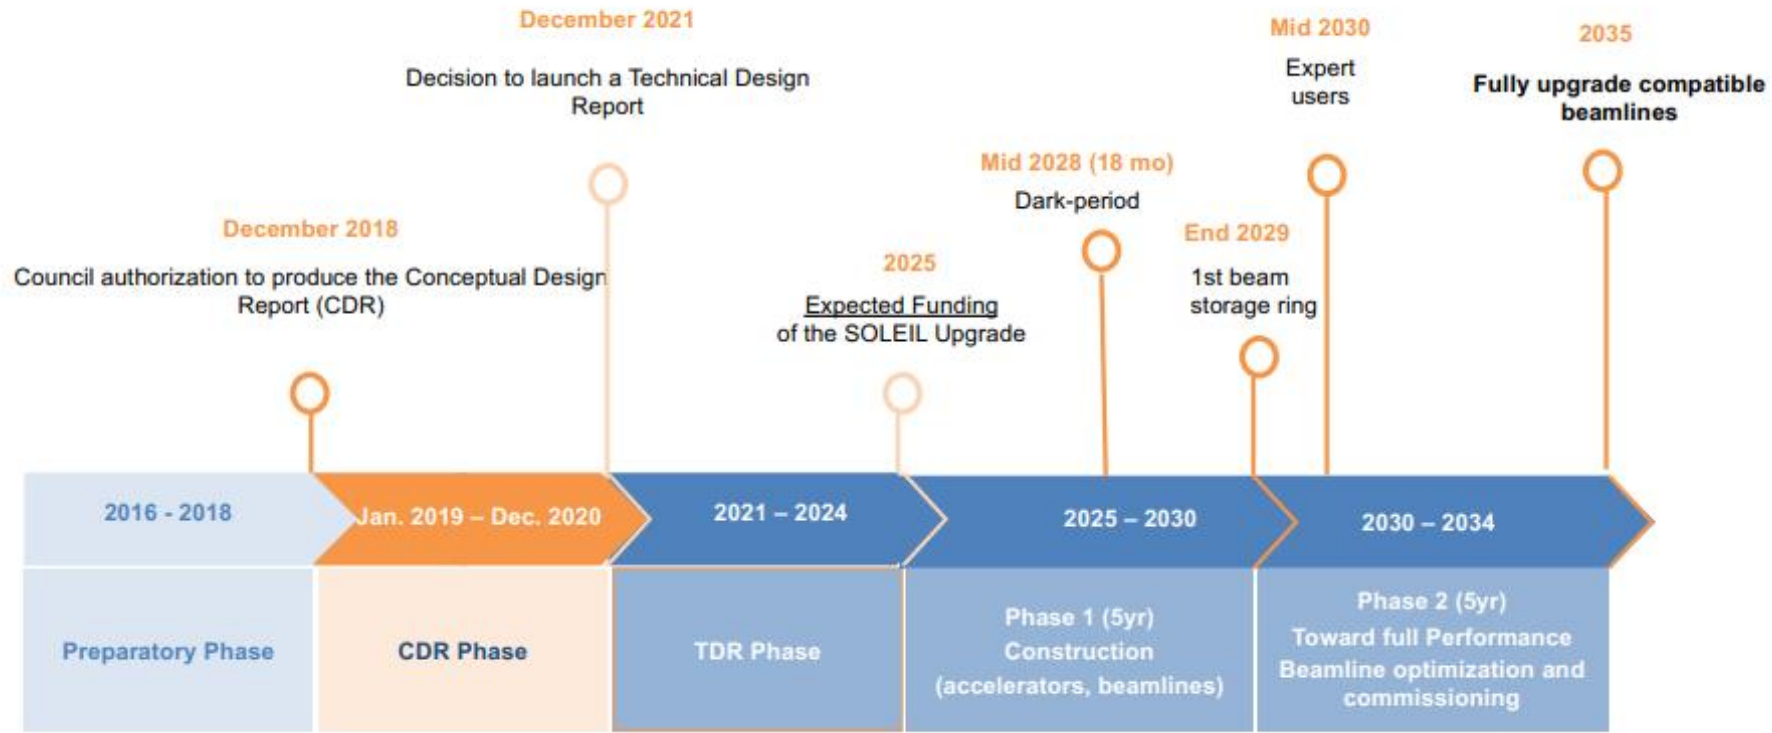 December 2021
Decision to launch a Technical Design
Report
Mid 2030
Expert
users
2035
Fully upgrade compatible
beamlines
Mid 2028 (18 mo)
Dark-period
December 2018
Council authorization to produce the Conceptual Design
Report (CDR)
End 2029
1st beam
storage ring
2025
Expected Funding
of the SOLEIL Upgrade
2016 - 2018
Jan. 2019 – Dec. 2020
2021 – 2024
2025 – 2030
2030 – 2034
Preparatory Phase
CDR Phase
TDR Phase
Phase 1 (5yr)
Construction
(accelerators, beamlines)
Phase 2 (5yr)
Toward full Performance
Beamline optimization and
commissioning